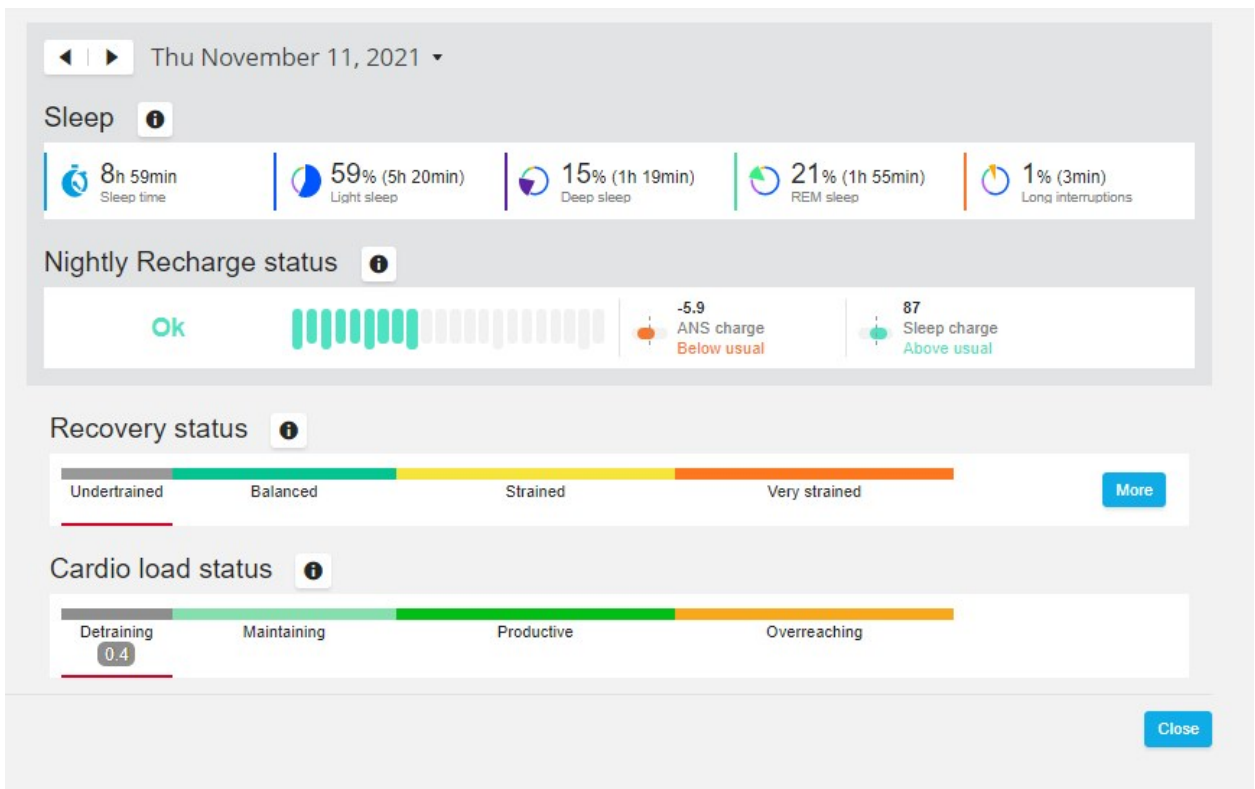 Thu November 11, 2021
Sleep
8h 59min
Sleep time
59% (5h 20min)
Light sleep
15% (1h 19min)
Deep sleep
21% (1h 55min)
REM sleep
1% (3min)
Long interruptions
Nightly Recharge status
Ok
-5.9
ANS charge
Below usual
87
Sleep charge
Above usual
Recovery status
Undertrained
Balanced
Strained
Very strained
More
Cardio load status
Detraining
Maintaining
Productive
Overreaching
0.4
Close